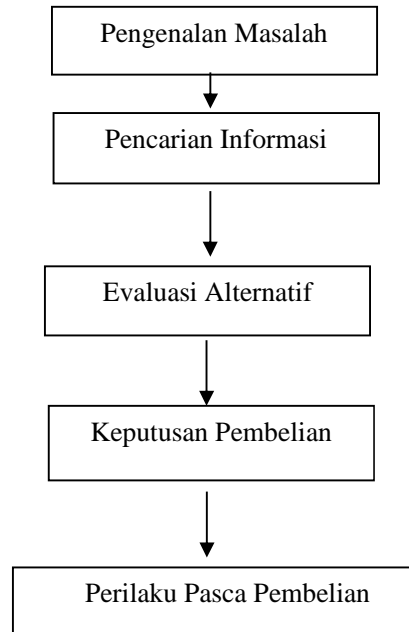 Pengenalan Masalah
Pencarian Informasi
Evaluasi Alternatif
Keputusan Pembelian
Perilaku Pasca Pembelian